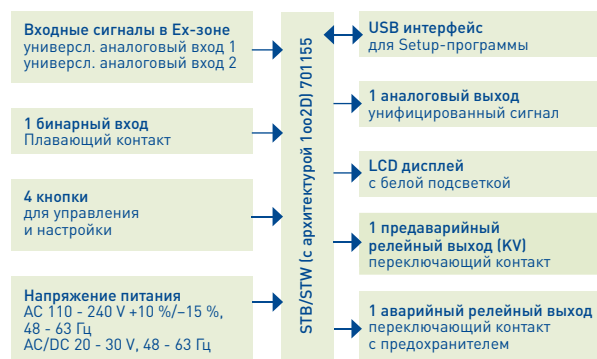 Входные сигналы в Ex-зоне
универсл. аналоговый вход 1
универсл. аналоговый вход 2
1 бинарный вход
Плавающий контакт
4 кнопки
для управления
и настройки
Напряжение питания
AC 110 - 240 V +10 %/−15 %,
48 - 63 Гц
AC/DC 20 - 30 V, 48 - 63 Гц
STB/STW (с архитектурой 1oo2D) 701155
USB интерфейс
для Setup-программы
1 аналоговый выход
унифицированный сигнал
LCD дисплей
с белой подсветкой
1 предаварийный
релейный выход (KV)
переключающий контакт
1 аварийный релейный выход
переключающий контакт
с предохранителем